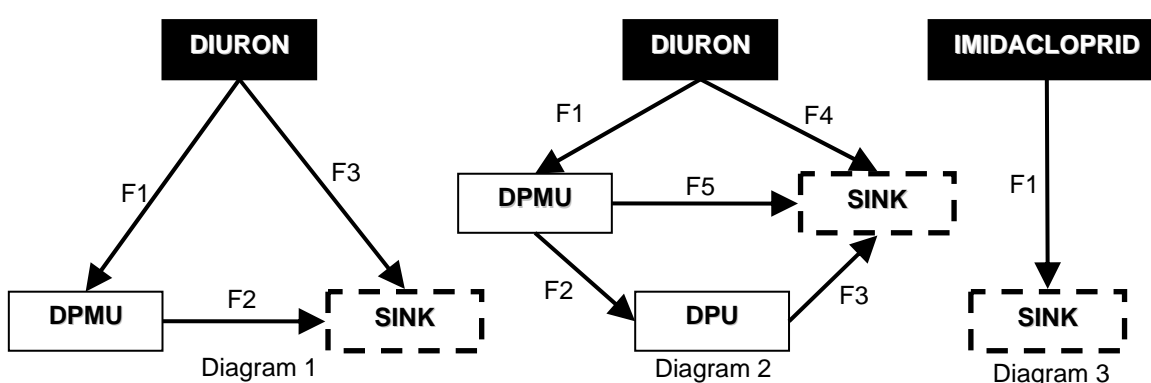 DIURON
F1
F3
DPMU
F2
SINK
Diagram 1
DIURON
F1
F4
DPMU
F5
SINK
F2
DPU
F3
Diagram 2
IMIDACLOPRID
F1
SINK
Diagram 3